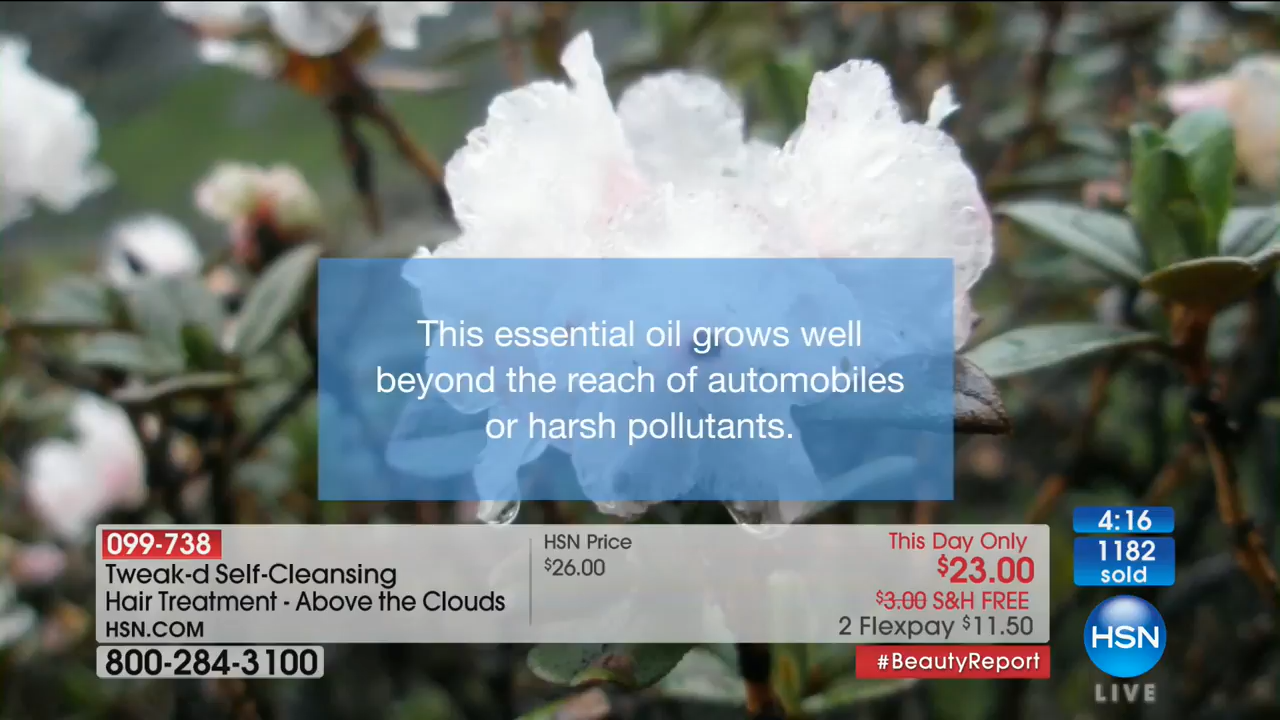 This essential oil grows well
beyond the reach of automobiles
or harsh pollutants.
099-738
Tweak-d Self-Cleansing
Hair Treatment - Above the Clouds
HSN.COM
800-284-3100
HSN Price
$26.00
This Day Only
$23.00
$3.00 S&H FREE
2 Flexpay $11.50
#BeautyReport
4:16
1182
sold
HSN
LIVE